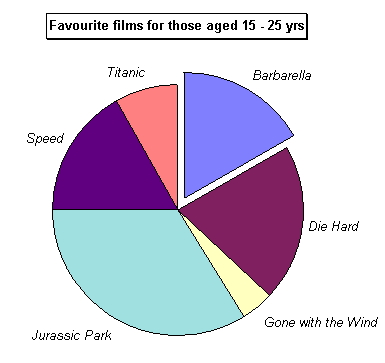 Favourite films for those aged 15 - 25 yrs
Titanic
Barbarella
Speed
Die Hard
Gone with the Wind
Jurassic Park